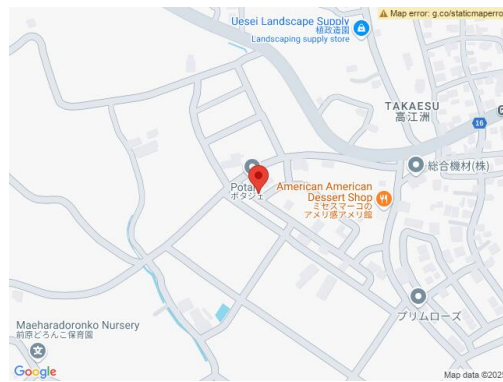 Map error: g.co/staticmaperro
Uesei Landscape Supply
植政造園
Landscaping supply store
TAKAESU
高江洲
16
総合機材(株)
ポタジェ
American American
Dessert Shop
ミセスマーコの
アメリ感アメリ館
プリムローズ
Maeharadoronko Nursery
前原どろんこ保育園
Google
Map data ©2025